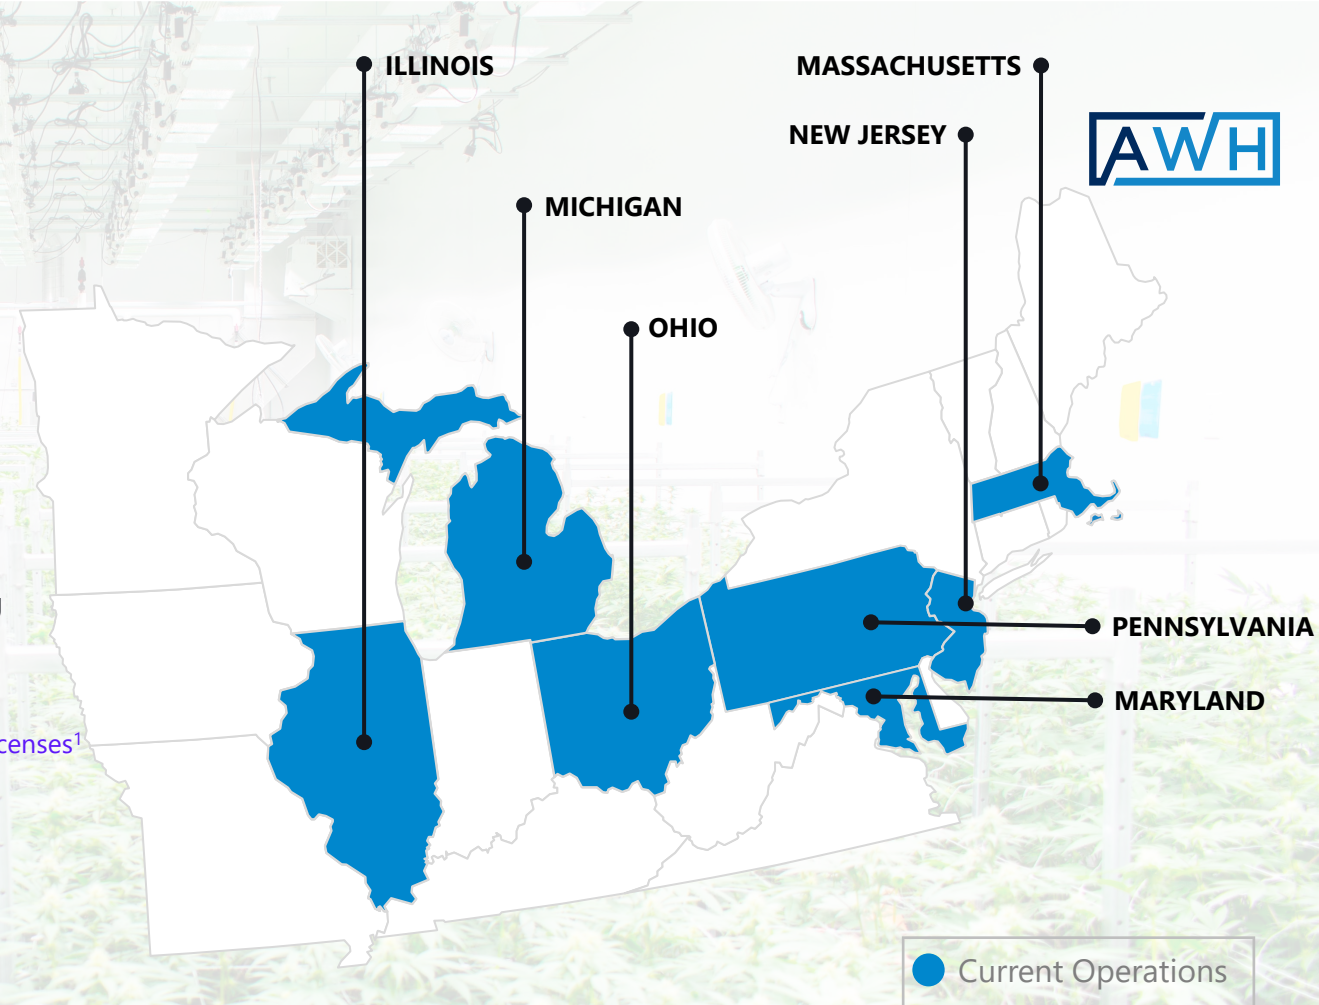 ILLINOIS
MASSACHUSETTS
NEW JERSEY
AWH
MICHIGAN
OHIO
PENNSYLVANIA
MARYLAND
censes¹
Current Operations